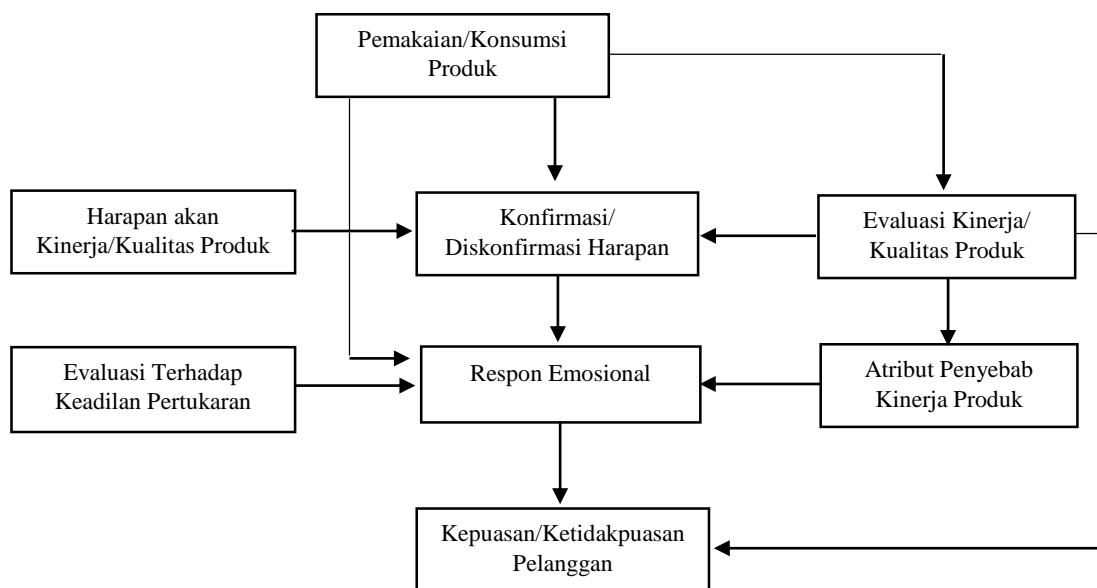 Pemakaian/Konsumsi
Produk
Harapan akan
Kinerja/Kualitas Produk
Konfirmasi/
Diskonfirmasi Harapan
Evaluasi Kinerja/
Kualitas Produk
Evaluasi Terhadap
Keadilan Pertukaran
Respon Emosional
Atribut Penyebab
Kinerja Produk
Kepuasan/Ketidakpuasan
Pelanggan